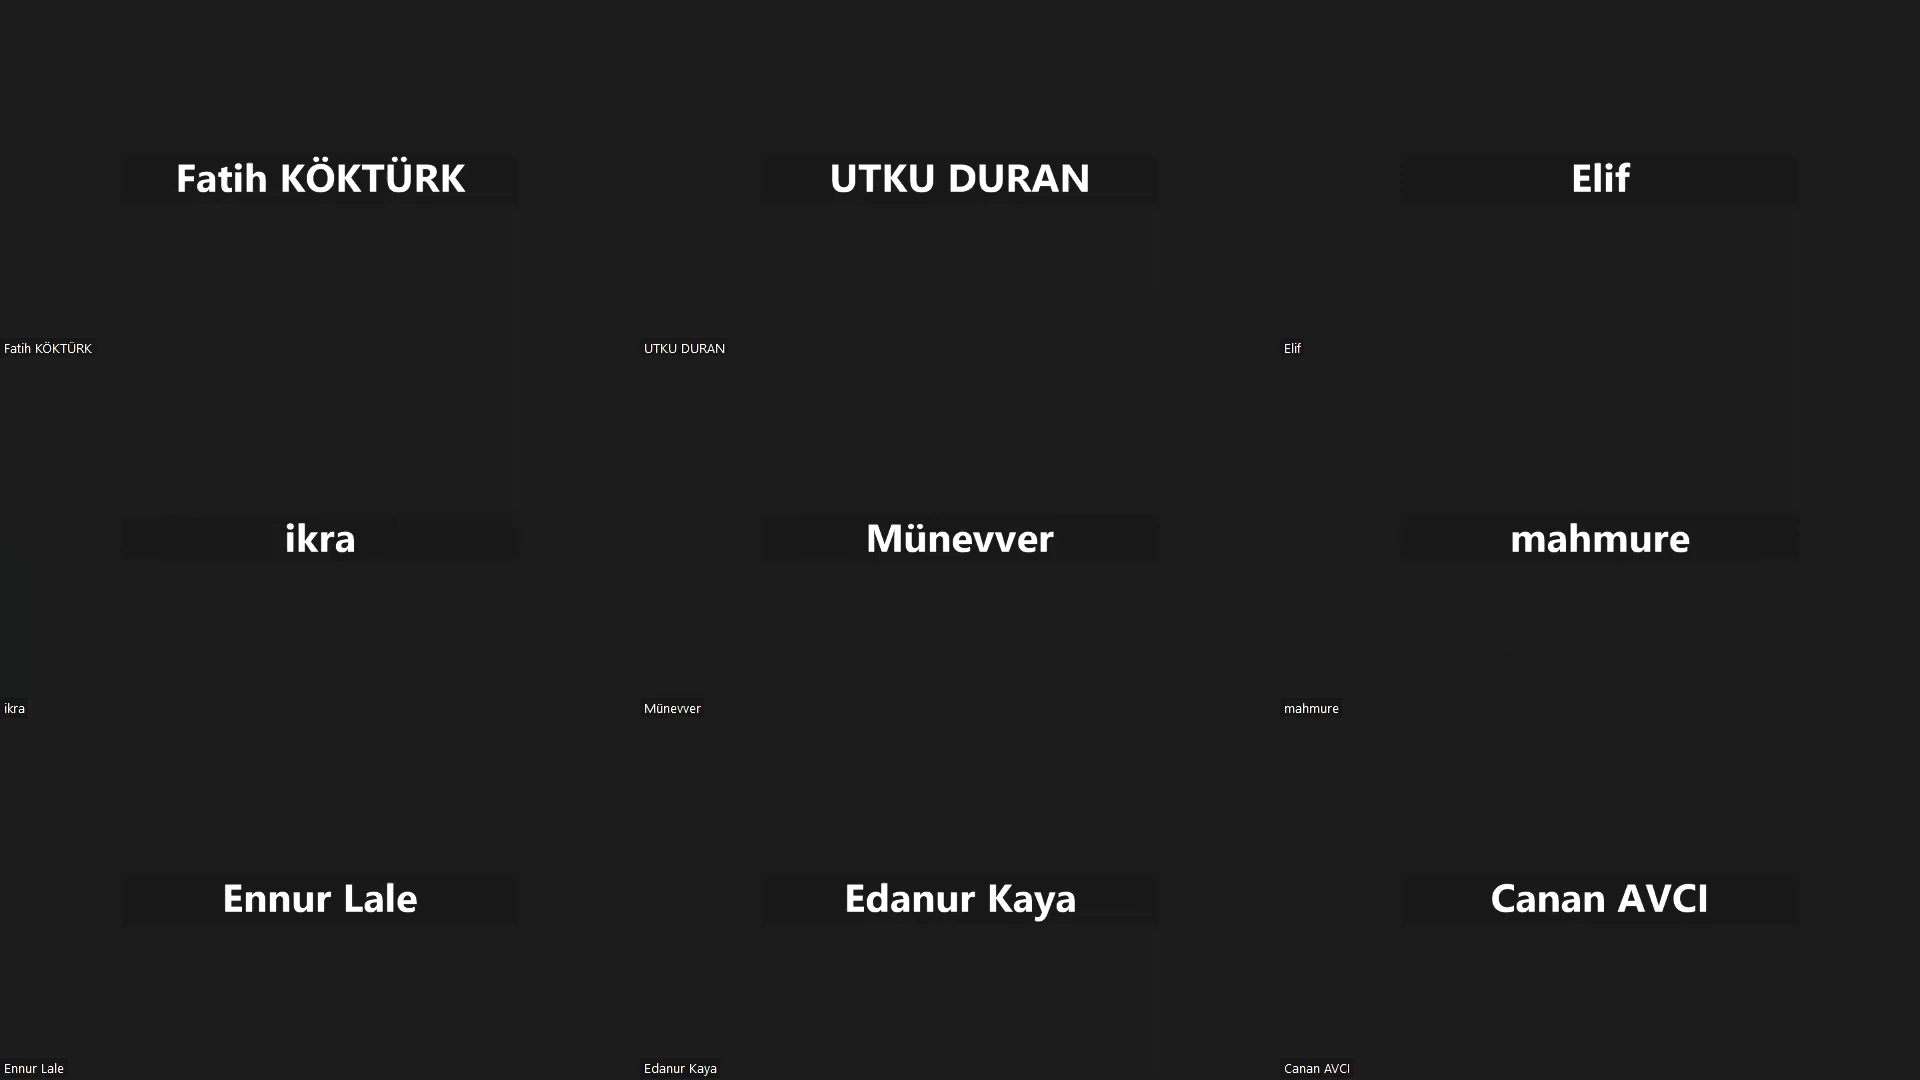 Fatih KÖKTÜRK
UTKU DURAN
Elif
Fatih KÖKTÜRK
UTKU DURAN
Elif
ikra
Münevver
mahmure
ikra
Münevver
mahmure
Ennur Lale
Edanur Kaya
Canan AVCI
Ennur Lale
Edanur Kaya
Canan AVCI